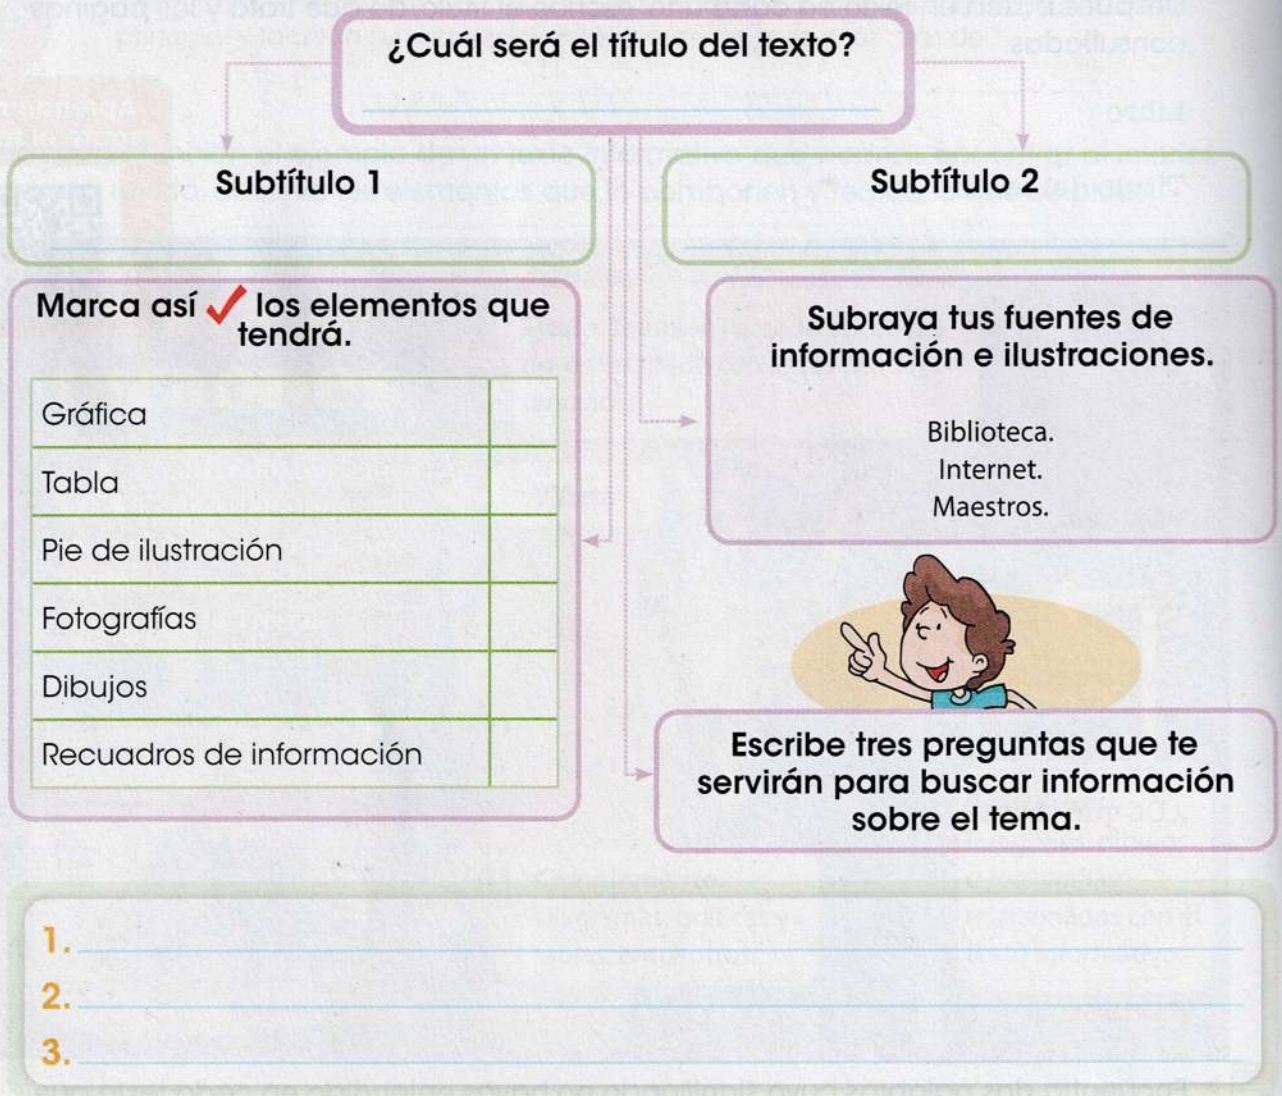 ¿Cuál será el título del texto?
Subtítulo 1
Subtítulo 2
Marca así los elementos que
tendrá.
Gráfica
Tabla
Pie de ilustración
Fotografías
Dibujos
Recuadros de información
Subraya tus fuentes de
información e ilustraciones.
Biblioteca.
Internet.
Maestros.
Escribe tres preguntas que te
servirán para buscar información
sobre el tema.
1.
2.
3.